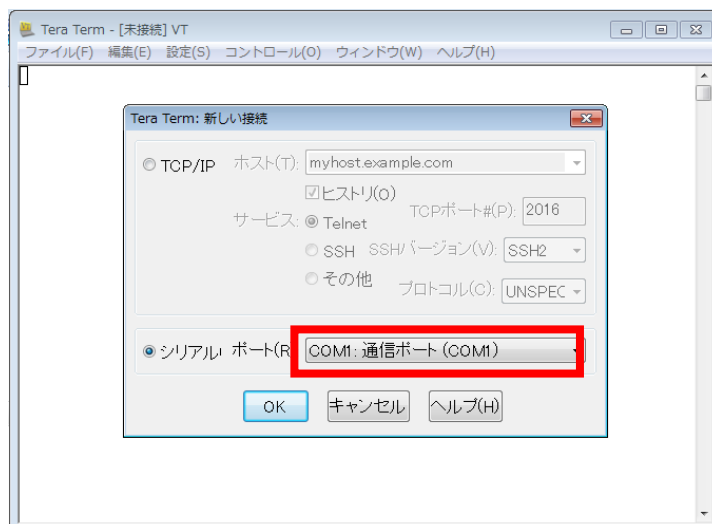 Tera Term - [未接続] VT
ファイル(F) 編集(E) 設定(S) コントロール(O) ウィンドウ(W) ヘルプ(H)
Tera Term: 新しい接続
TCP/IP ホスト(T): myhost.example.com
ヒストリ(O)
サービス: Telnet TCPポート#(P): 2016
SSH SSHバージョン(V): SSH2
その他 プロトコル(C): UNSPEC
シリアル ポート(R COM1: 通信ポート (COM1)
OK キャンセル ヘルプ(H)